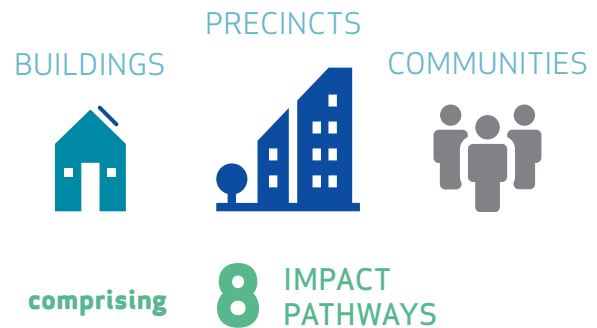 BUILDINGS
PRECINCTS
COMMUNITIES
comprising
8
IMPACT
PATHWAYS